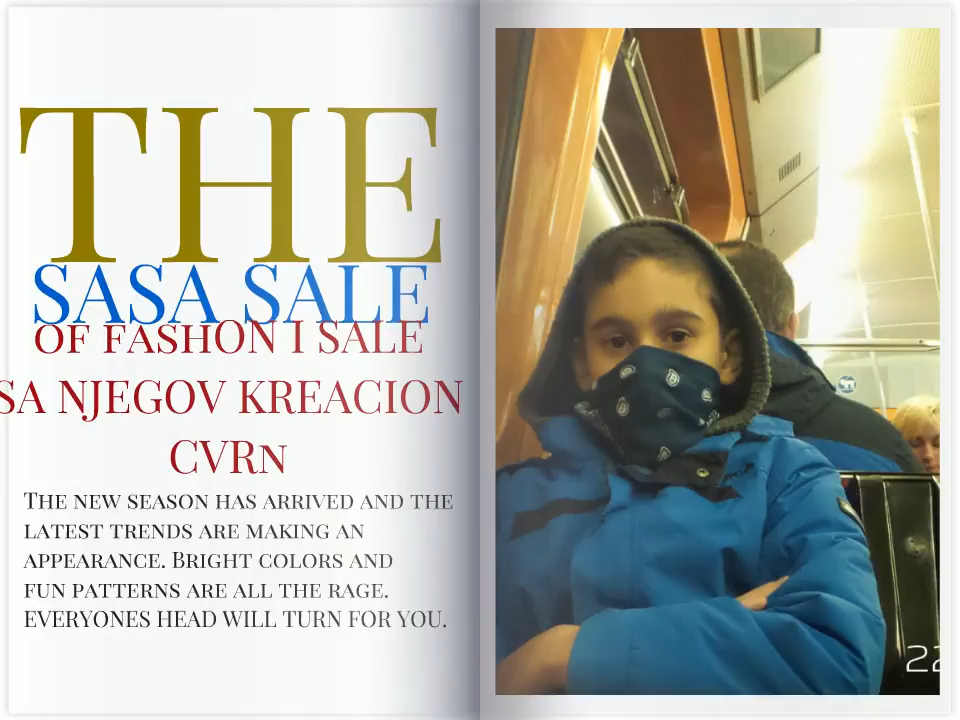 THE
SASA SALE
OF FASHON I SALE
SA NJEGOV KREACION
CVRN
THE NEW SEASON HAS ARRIVED AND THE
LATEST TRENDS ARE MAKING AN
APPEARANCE. BRIGHT COLORS AND
FUN PATTERNS ARE ALL THE RAGE.
EVERYONES HEAD WILL TURN FOR YOU.
22